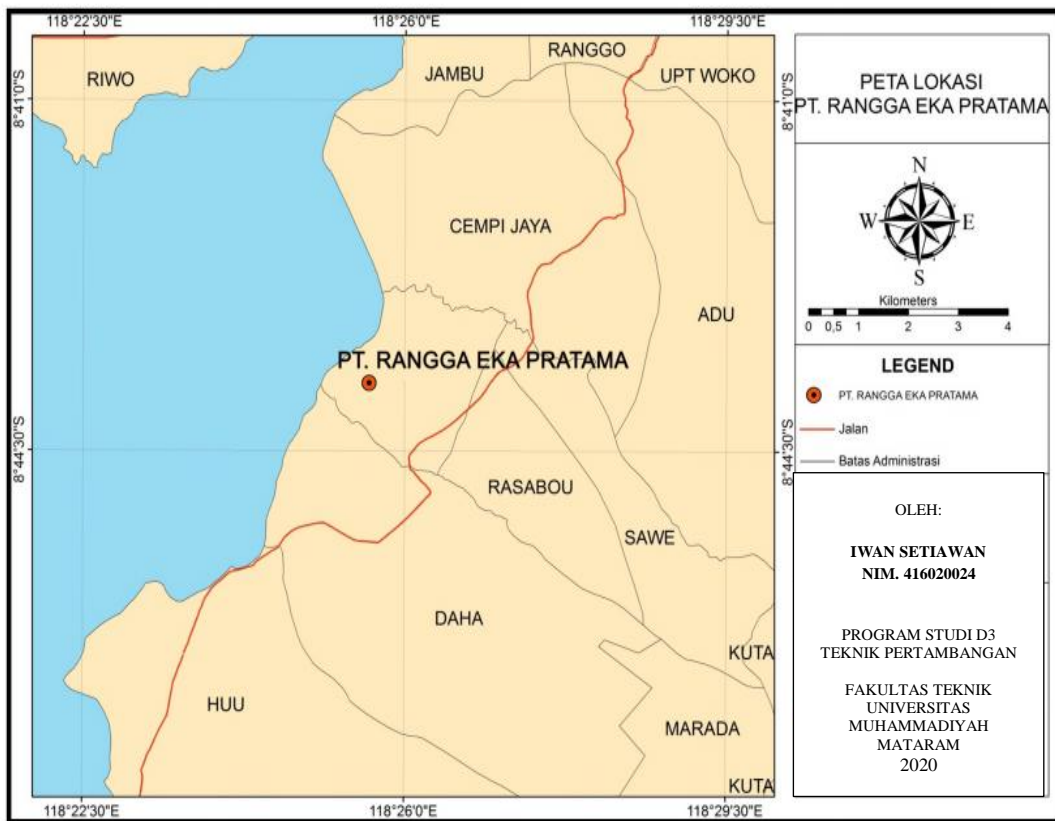 118°22'30"E 118°26'0"E 118°29'30"E
RANGGO
RIWO JAMBU UPT WOKO
8°41'0"S 8°41'0"S
CEMPI JAYA
ADU
PT. RANGGA EKA PRATAMA
8°44'30"S 8°44'30"S
RASABOU
SAWE
DAHA
KUTA
HUU
MARADA
KUTA
118°22'30"E 118°26'0"E 118°29'30"E
PETA LOKASI
PT. RANGGA EKA PRATAMA
N
W E
S
Kilometers
0 0,5 1 2 3 4
LEGEND
PT. RANGGA EKA PRATAMA
Jalan
Batas Administrasi
OLEH:
IWAN SETIAWAN
NIM. 416020024
PROGRAM STUDI D3
TEKNIK PERTAMBANGAN
FAKULTAS TEKNIK
UNIVERSITAS
MUHAMMADIYAH
MATARAM
2020